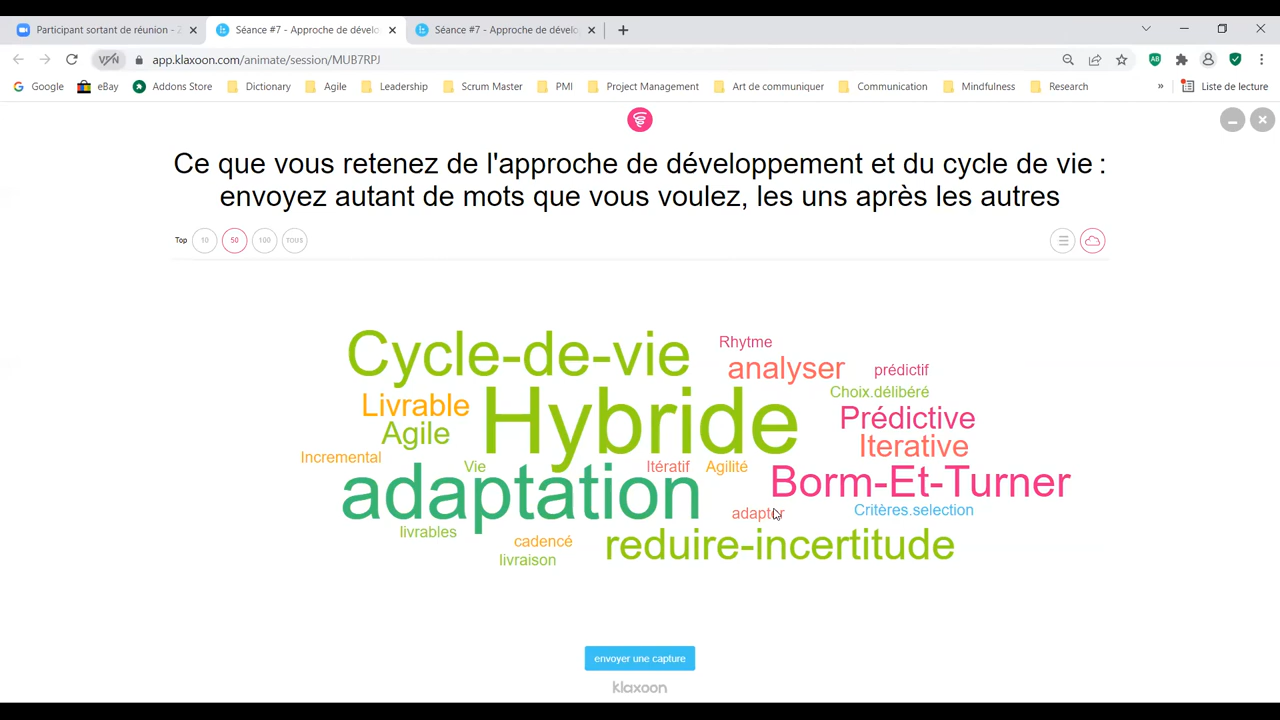 Participant sortant de réunion - Z
Séance #7 - Approche de dévelo
Séance #7 - Approche de dévelo
VPN
app.klaxoon.com/animate/session/MUB7RPJ
Google
eBay
Addons Store
Dictionary
Agile
Leadership
Scrum Master
PMI
Project Management
Art de communiquer
Communication
Mindfulness
Research
»
Liste de lecture
Ce que vous retenez de l'approche de développement et du cycle de vie :
envoyez autant de mots que vous voulez, les uns après les autres
Top 10 50 100 TOUS
Cycle-de-vie
Rhytme
analyser
prédictif
Choix.délibéré
Livrable
Hybride
Prédictive
Agile
Iterative
Incremental
Vie
Itératif
Agilité
adaptation
Borm-Et-Turner
adapter
Critères.selection
livrables
cadencé
reduire-incertitude
livraison
envoyer une capture
klaxoon